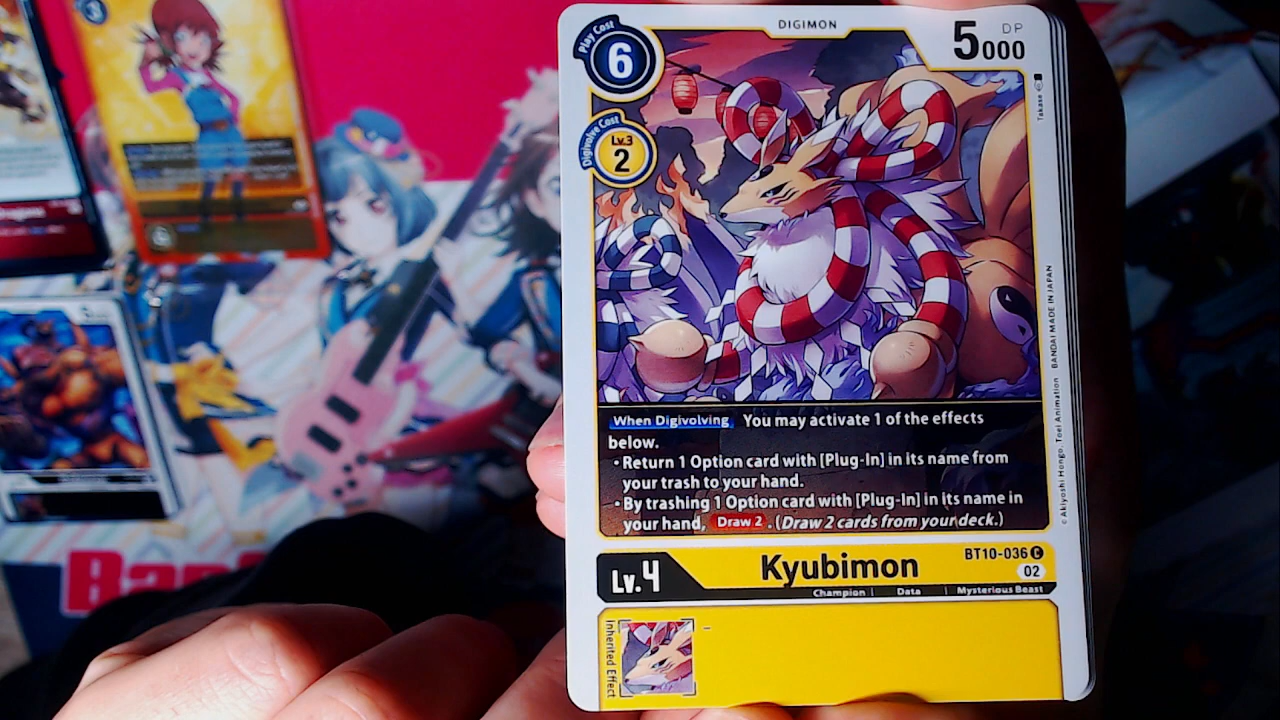 DIGIMON
Play Cost
6
DP
5000
Digivolve Cost
Lv.3
2
Takase
When Digivolving You may activate 1 of the effects
below.
・Return 1 Option card with [Plug-In] in its name from
your trash to your hand.
・By trashing 1 Option card with [Plug-In] in its name in
your hand, Draw 2. (Draw 2 cards from your deck.)
©Akiyoshi Hongo, Toei Animation BANDAI MADE IN JAPAN
BT10-036 C
Lv.4
Kyubimon
02
Champion | Data | Mysterious Beast
Inherited Effect
-
3